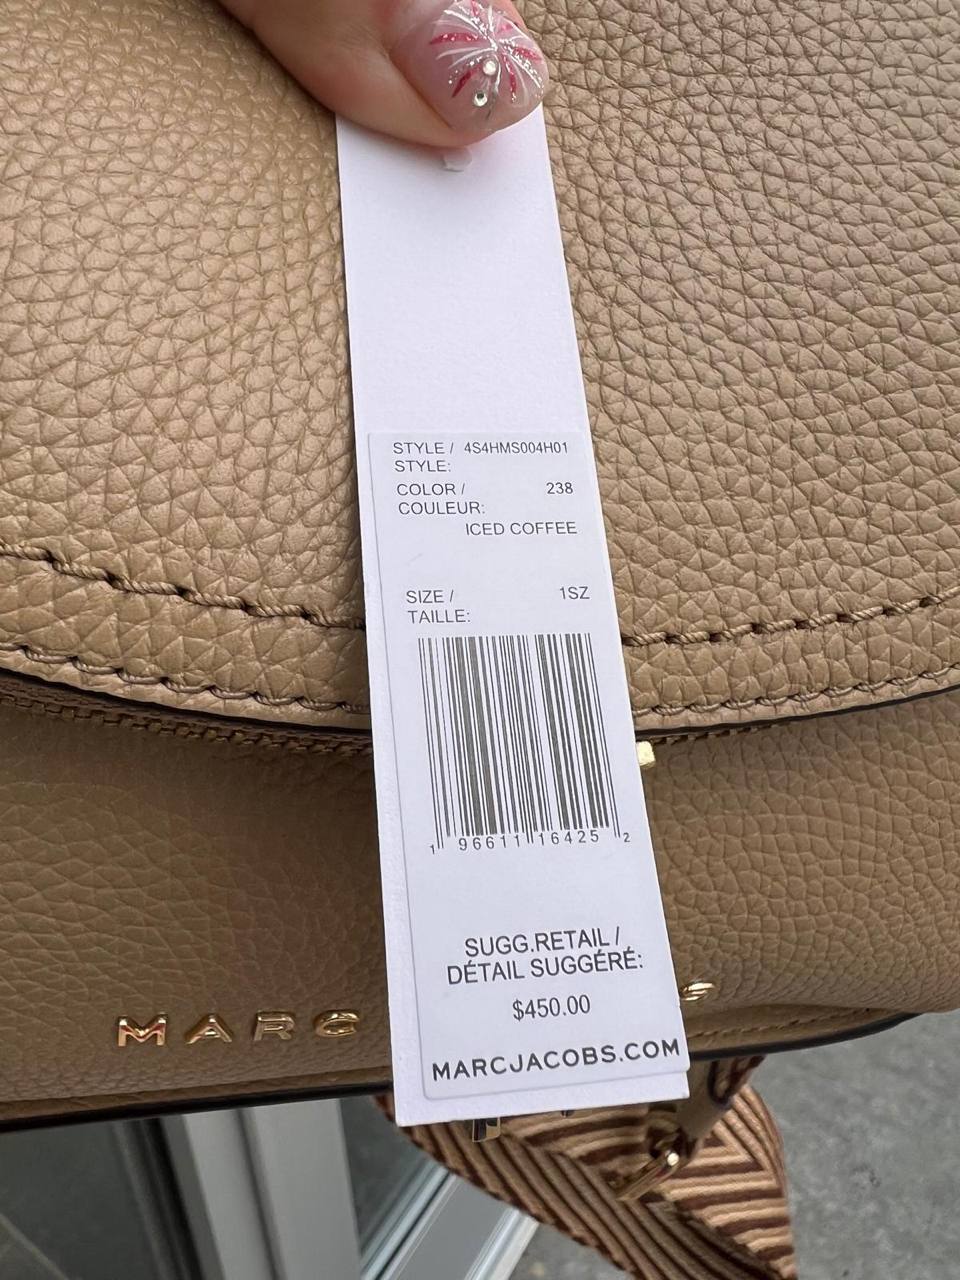 STYLE / 4S4HMS004H01
STYLE:
COLOR / 238
COULEUR:
ICED COFFEE
SIZE / 1SZ
TAILLE:
1 96611 16425 2
SUGG.RETAIL /
DÉTAIL SUGGÉRÉ:
$450.00
MARCJACOBS.COM
MARC S